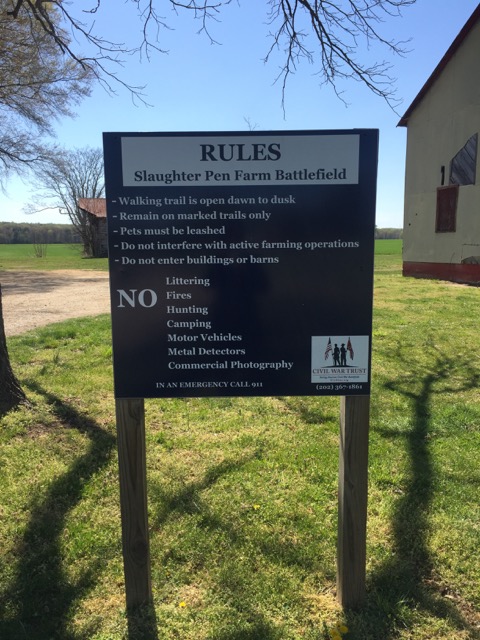 RULES
Slaughter Pen Farm Battlefield
- Walking trail is open dawn to dusk
- Remain on marked trails only
- Pets must be leashed
- Do not interfere with active farming operations
- Do not enter buildings or barns
NO
Littering
Fires
Hunting
Camping
Motor Vehicles
Metal Detectors
Commercial Photography
CIVIL WAR TRUST
(202) 367-1861
IN AN EMERGENCY CALL 911